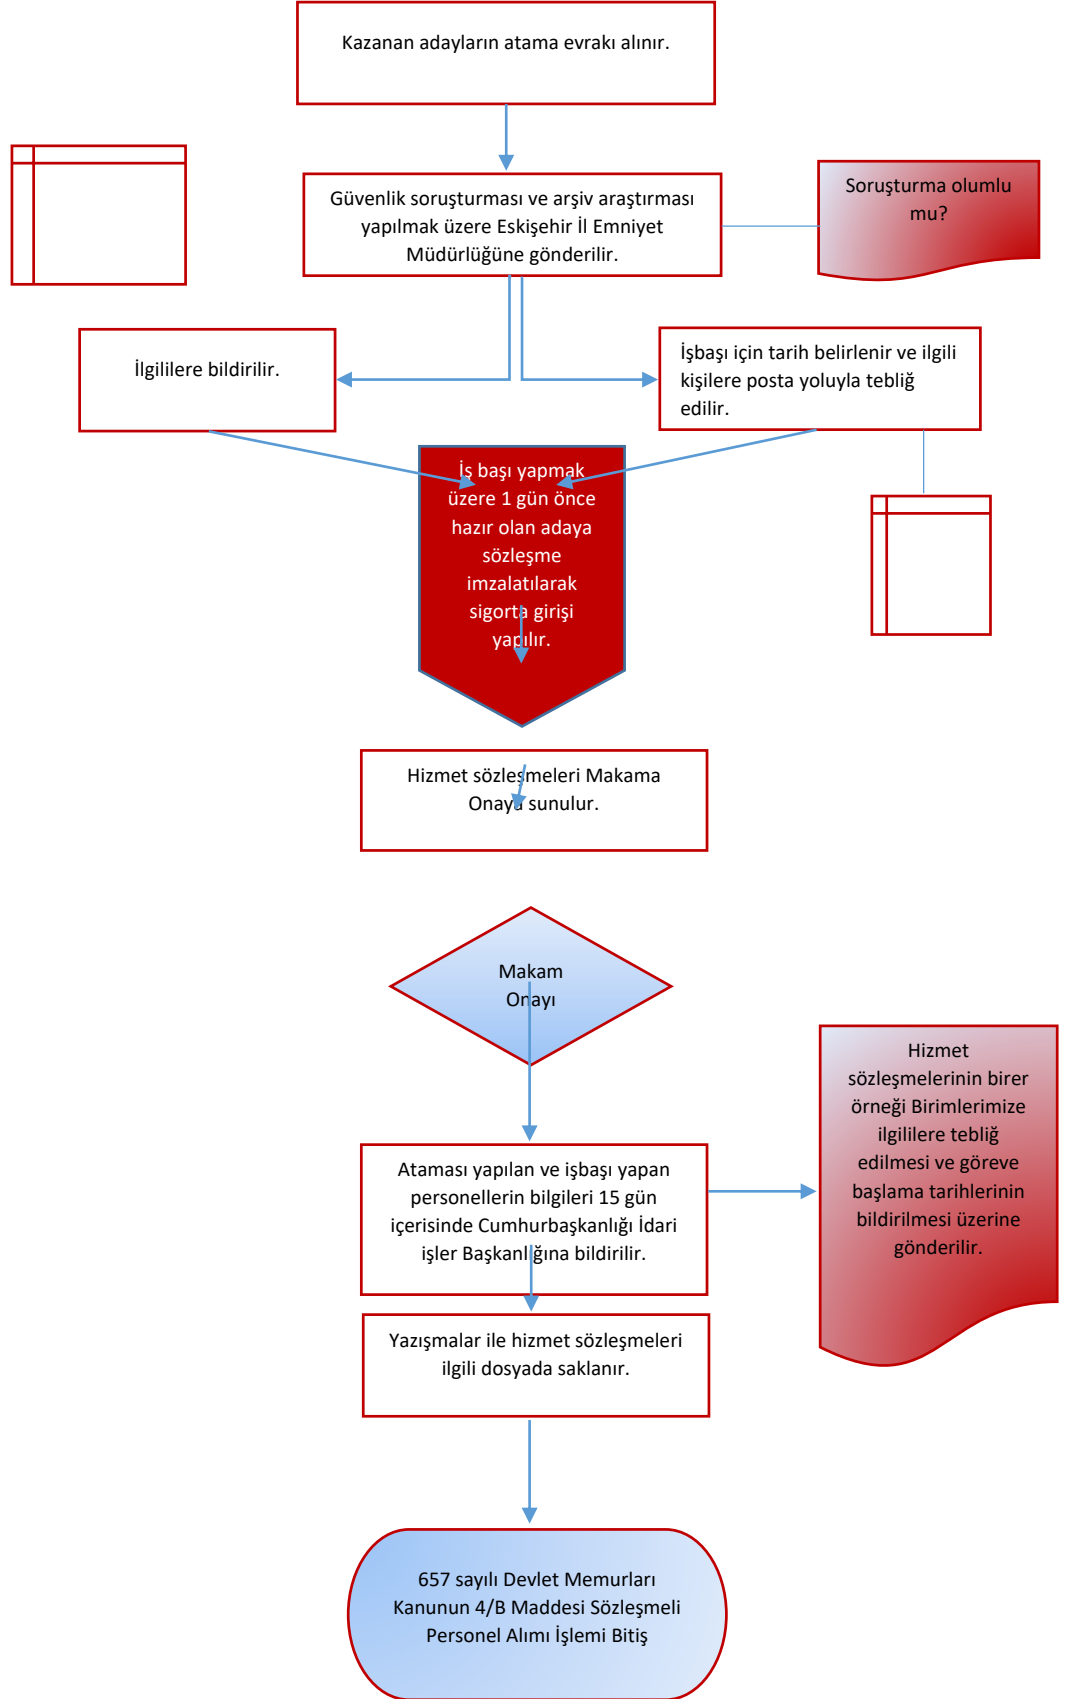 Kazanan adayların atama evrakı alınır.
Güvenlik soruşturması ve arşiv araştırması
yapılmak üzere Eskişehir İl Emniyet
Müdürlüğüne gönderilir.
Soruşturma olumlu
mu?
İlgililere bildirilir.
İşbaşı için tarih belirlenir ve ilgili
kişilere posta yoluyla tebliğ
edilir.
İş başı yapmak
üzere 1 gün önce
hazır olan adaya
sözleşme
imzalatılarak
sigorta girişi
yapılır.
Hizmet sözleşmeleri Makama
Onaya sunulur.
Makam
Onayı
Hizmet
sözleşmelerinin birer
örneği Birimlerimize
ilgililere tebliğ
edilmesi ve göreve
başlama tarihlerinin
bildirilmesi üzerine
gönderilir.
Ataması yapılan ve işbaşı yapan
personellerin bilgileri 15 gün
içerisinde Cumhurbaşkanlığı İdari
işler Başkanlığına bildirilir.
Yazışmalar ile hizmet sözleşmeleri
ilgili dosyada saklanır.
657 sayılı Devlet Memurları
Kanunun 4/B Maddesi Sözleşmeli
Personel Alımı İşlemi Bitiş